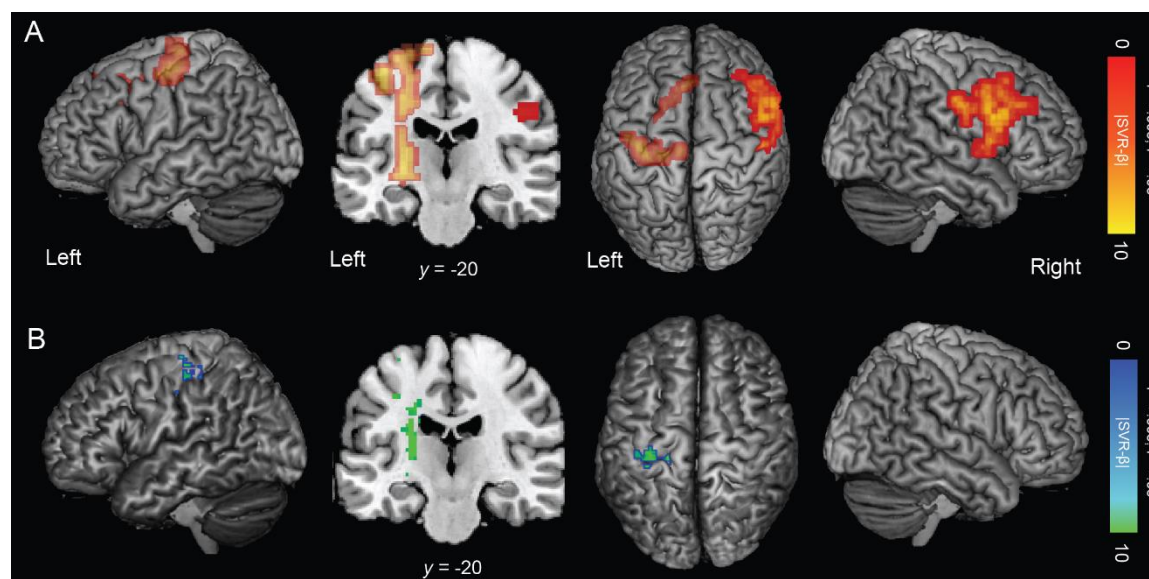 A
Left
Left
y = -20
Left
Right
0
|SVR-β|
10
B
y = -20
0
|SVR-β|
10